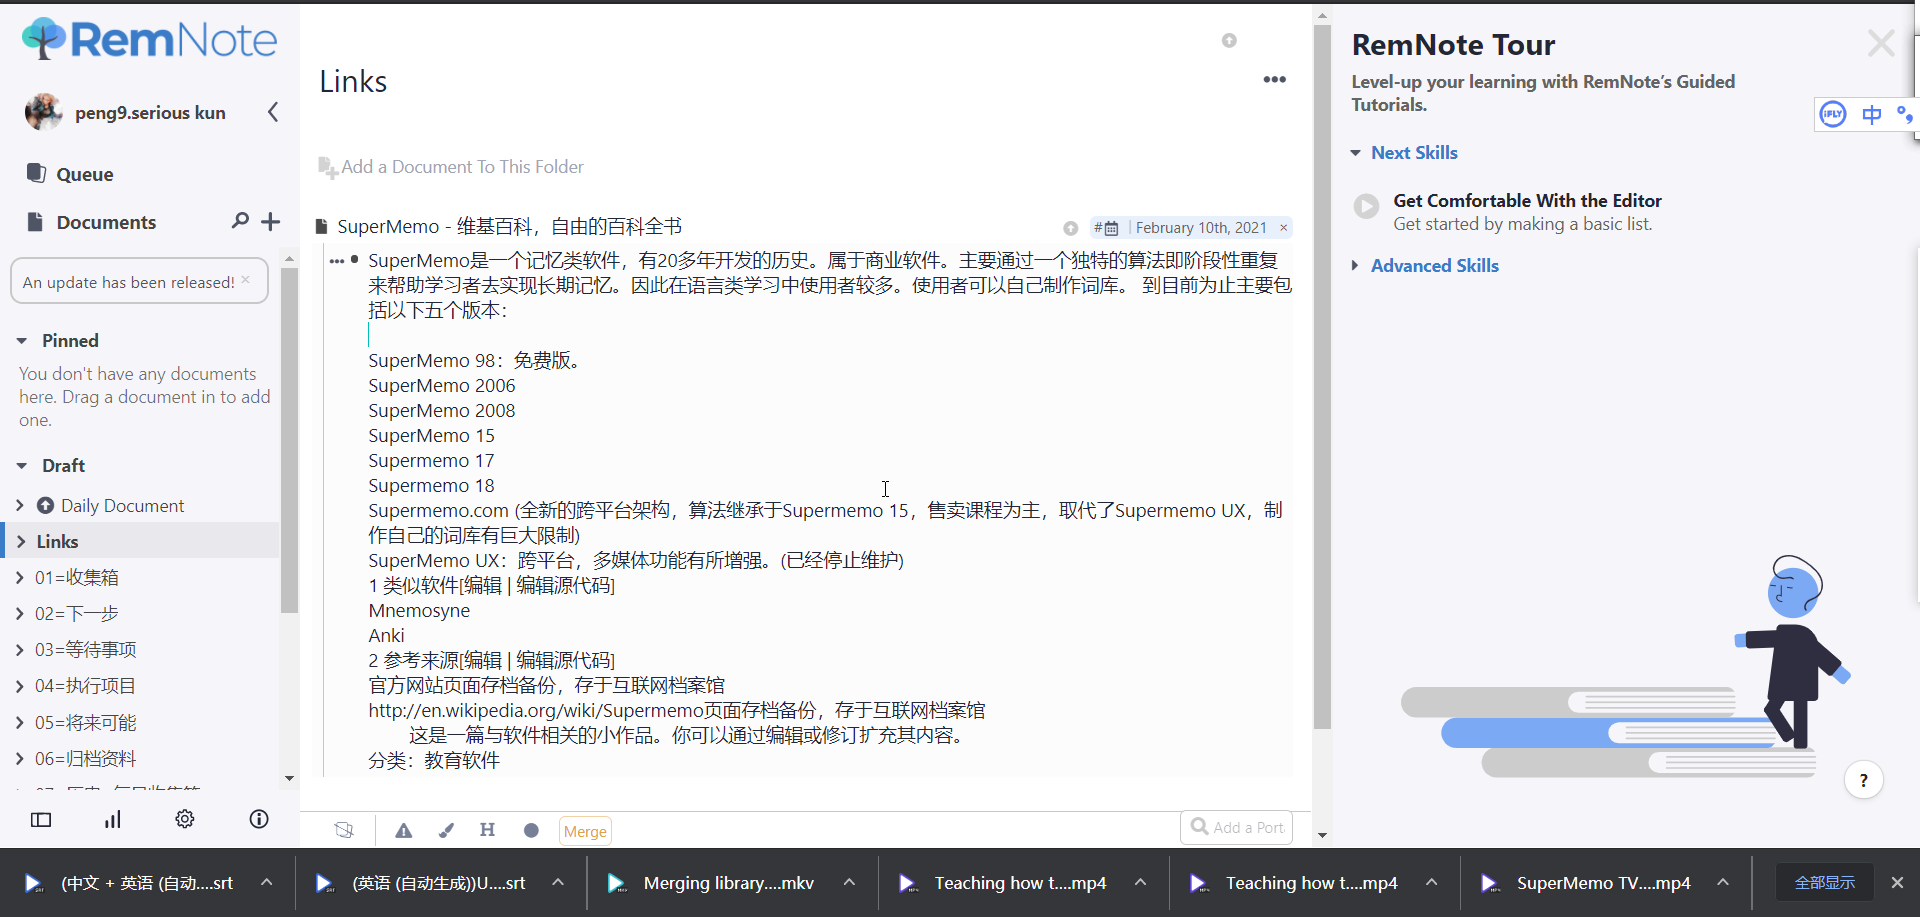 RemNote
peng9.serious kun
Queue
Documents
An update has been released! ×
Pinned
You don't have any documents
here. Drag a document in to add
one.
Draft
Daily Document
Links
01=收集箱
02=下一步
03=等待事项
04=执行项目
05=将来可能
06=归档资料
Links
Add a Document To This Folder
SuperMemo - 维基百科，自由的百科全书
# February 10th, 2021 ×
SuperMemo是一个记忆类软件，有20多年开发的历史。属于商业软件。主要通过一个独特的算法即阶段性重复
来帮助学习者去实现长期记忆。因此在语言类学习中使用者较多。使用者可以自己制作词库。 到目前为止主要包
括以下五个版本：
SuperMemo 98：免费版。
SuperMemo 2006
SuperMemo 2008
SuperMemo 15
Supermemo 17
Supermemo 18
Supermemo.com (全新的跨平台架构，算法继承于Supermemo 15，售卖课程为主，取代了Supermemo UX，制
作自己的词库有巨大限制)
SuperMemo UX：跨平台，多媒体功能有所增强。(已经停止维护)
1 类似软件[编辑 | 编辑源代码]
Mnemosyne
Anki
2 参考来源[编辑 | 编辑源代码]
官方网站页面存档备份，存于互联网档案馆
http://en.wikipedia.org/wiki/Supermemo页面存档备份，存于互联网档案馆
这是一篇与软件相关的小作品。你可以通过编辑或修订扩充其内容。
分类：教育软件
H
Merge
Add a Port
RemNote Tour
Level-up your learning with RemNote's Guided
Tutorials.
iFLY 中
Next Skills
Get Comfortable With the Editor
Get started by making a basic list.
Advanced Skills
?
(中文 + 英语 (自动....srt
(英语 (自动生成))U....srt
Merging library....mkv
Teaching how t....mp4
Teaching how t....mp4
SuperMemo TV....mp4
全部显示